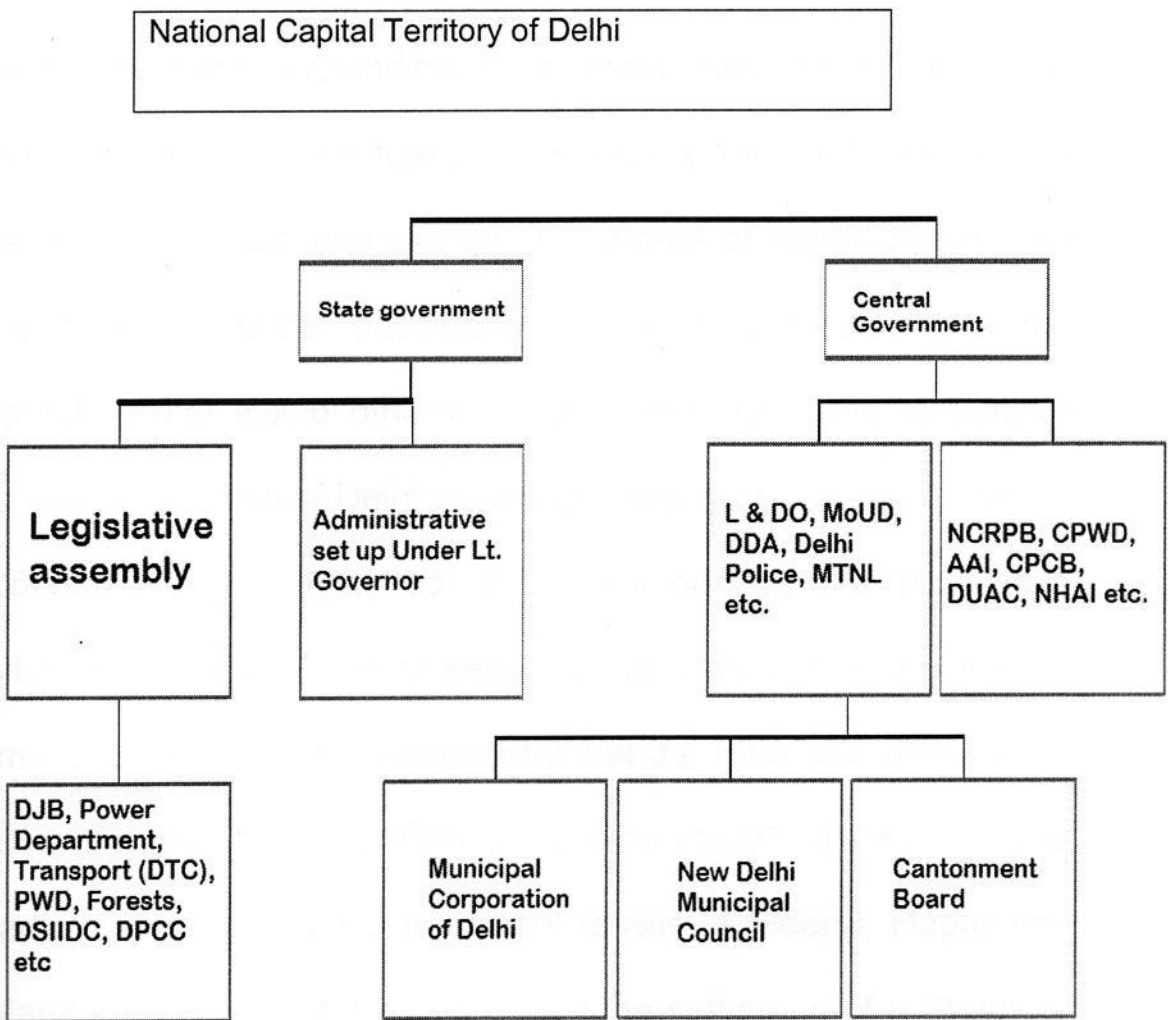 National Capital Territory of Delhi
State government
Central
Government
Legislative
assembly
Administrative
set up Under Lt.
Governor
L & DO, MoUD,
DDA, Delhi
Police, MTNL
etc.
NCRPB, CPWD,
AAI, CPCB,
DUAC, NHAI etc.
DJB, Power
Department,
Transport (DTC),
PWD, Forests,
DSIIDC, DPCC
etc
Municipal
Corporation
of Delhi
New Delhi
Municipal
Council
Cantonment
Board